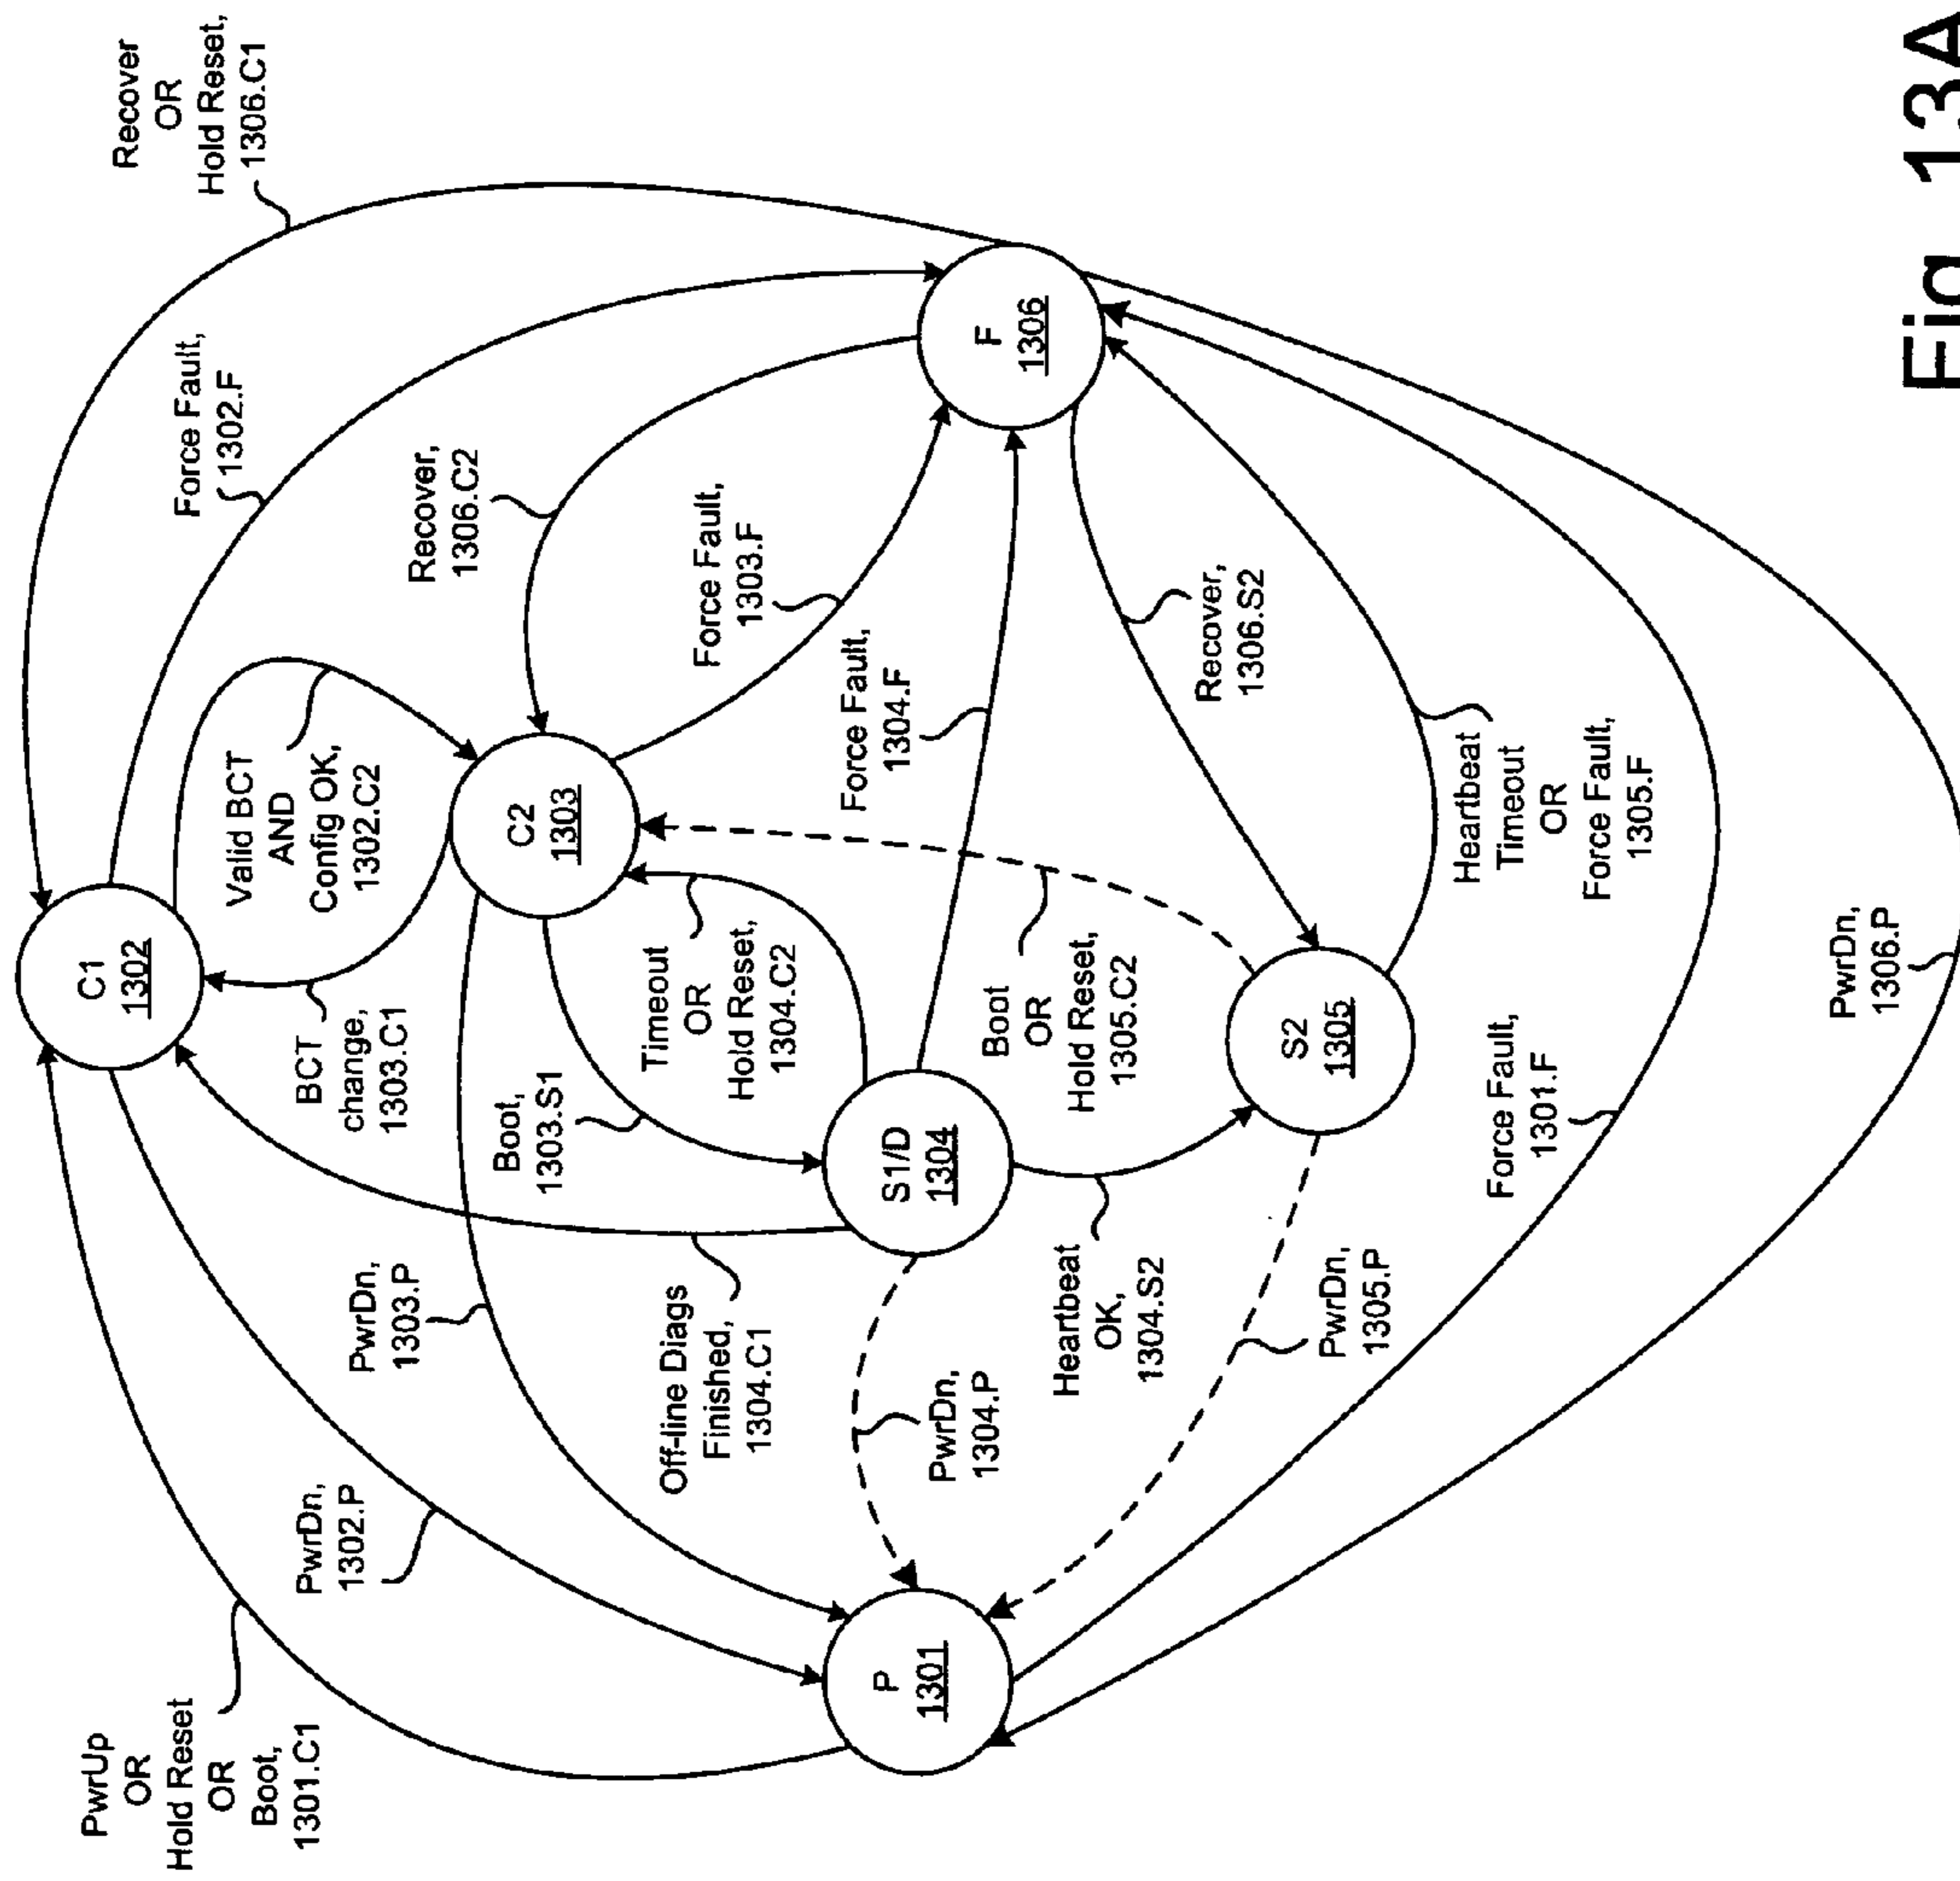 PwrUp
OR
Hold Reset
OR
Boot,
1301.C1
PwrDn,
1302.P
PwrDn,
1303.P
Off-line Diags
Finished,
1304.C1
PwrDn,
1304.P
P
1301
C1
1302
BCT
change,
1303.C1
Valid BCT
AND
Config OK,
1302.C2
Boot,
1303.S1
Timeout
OR
Hold Reset,
1304.C2
S1/D
1304
Heartbeat
OK,
1304.S2
PwrDn,
1305.P
C2
1303
Boot
OR
Hold Reset,
1305.C2
S2
1305
Force Fault,
1301.F
PwrDn,
1306.P
Recover
OR
Hold Reset,
1306.C1
Force Fault,
1302.F
Recover,
1306.C2
Force Fault,
1303.F
Force Fault,
1304.F
Recover,
1306.S2
Heartbeat
Timeout
OR
Force Fault,
1305.F
F
1306
Fig. 13A